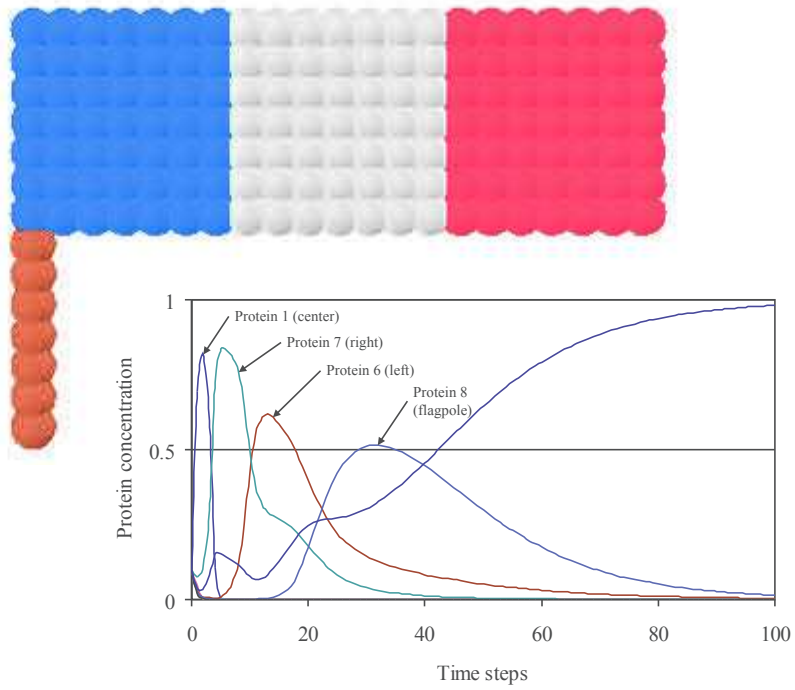 1
Protein 1 (center)
Protein 7 (right)
Protein 6 (left)
Protein 8
(flagpole)
0.5
Protein concentration
0
0 20 40 60 80 100
Time steps